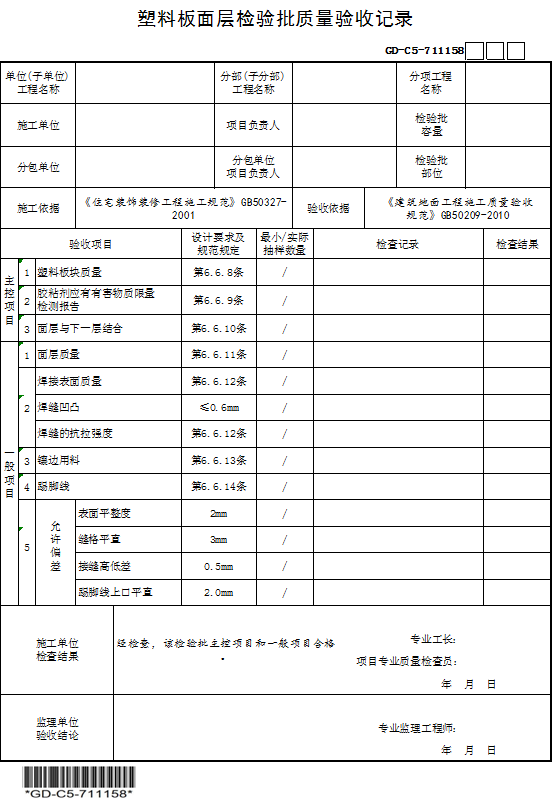 塑料板面层检验批质量验收记录
GD-C5-711158
单位(子单位)
工程名称
分部(子分部)
工程名称
分项工程
名称
施工单位
项目负责人
检验批
容量
分包单位
分包单位
项目负责人
检验批
部位
施工依据
《住宅装饰装修工程施工规范》GB50327-
2001
验收依据
《建筑地面工程施工质量验收
规范》GB50209-2010
验收项目
设计要求及
规范规定
最小/实际
抽样数量
检查记录
检查结果
主控项目
1 塑料板块质量 第6.6.8条 /
2 胶粘剂应有有害物质限量
检测报告 第6.6.9条 /
3 面层与下一层结合 第6.6.10条 /
一般项目
1 面层质量 第6.6.11条 /
2 焊接表面质量 第6.6.12条 /
焊缝凹凸 ≤0.6mm /
焊缝的抗拉强度 第6.6.12条 /
3 镶边用料 第6.6.13条 /
4 踢脚线 第6.6.14条 /
5 允许偏差 表面平整度 2mm /
缝格平直 3mm /
接缝高低差 0.5mm /
踢脚线上口平直 2.0mm /
施工单位
检查结果
经检查，该检验批主控项目和一般项目合格
.
专业工长：
项目专业质量检查员：
年 月 日
监理单位
验收结论
专业监理工程师：
年 月 日
*GD-C5-711158*